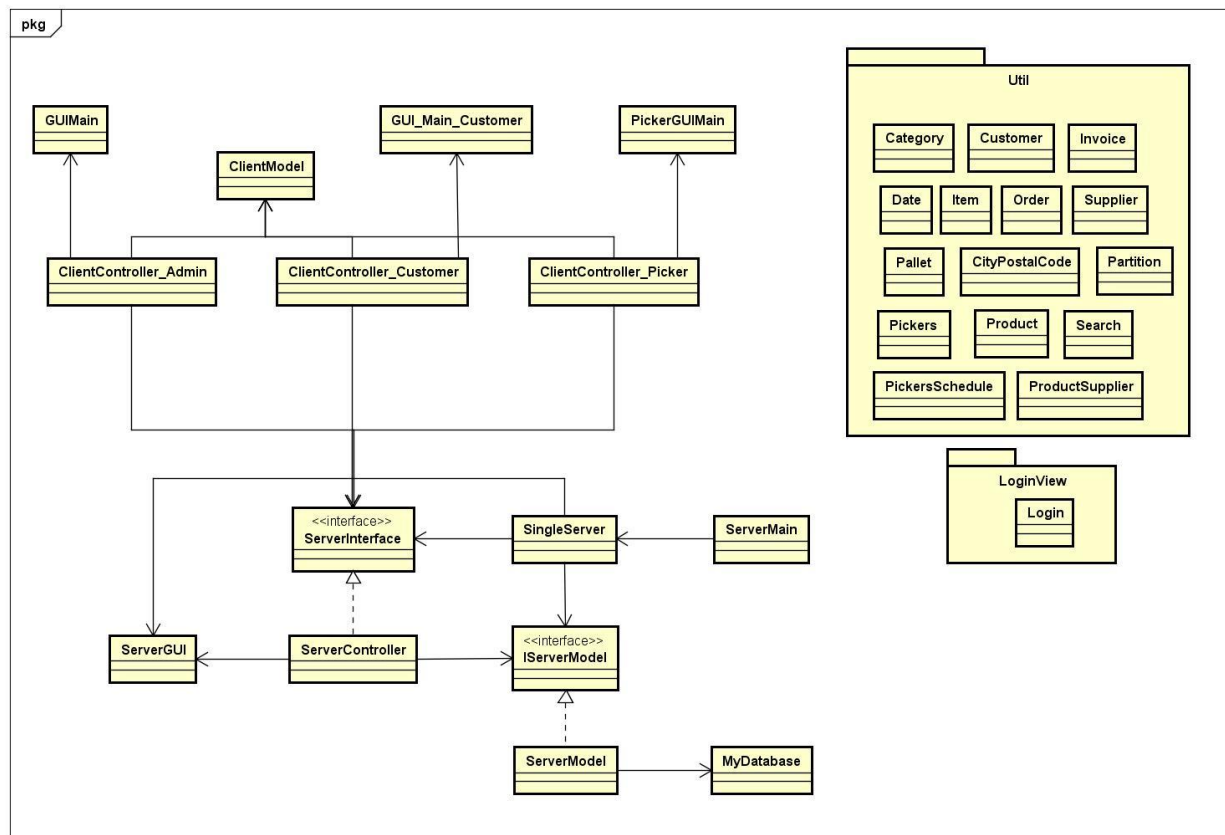 pkg
GUIMain
GUI_Main_Customer
PickerGUIMain
ClientModel
ClientController_Admin
ClientController_Customer
ClientController_Picker
<<interface>>
ServerInterface
SingleServer
ServerMain
ServerGUI
ServerController
<<interface>>
IServerModel
ServerModel
MyDatabase
Util
Category
Customer
Invoice
Date
Item
Order
Supplier
Pallet
CityPostalCode
Partition
Pickers
Product
Search
PickersSchedule
ProductSupplier
LoginView
Login